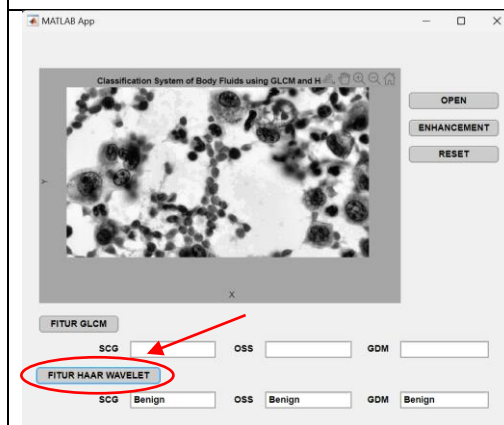 MATLAB App
Classification System of Body Fluids using GLCM and H
OPEN
ENHANCEMENT
RESET
Y
X
FITUR GLCM
SCG OSS GDM
FITUR HAAR WAVELET
SCG Benign OSS Benign GDM Benign